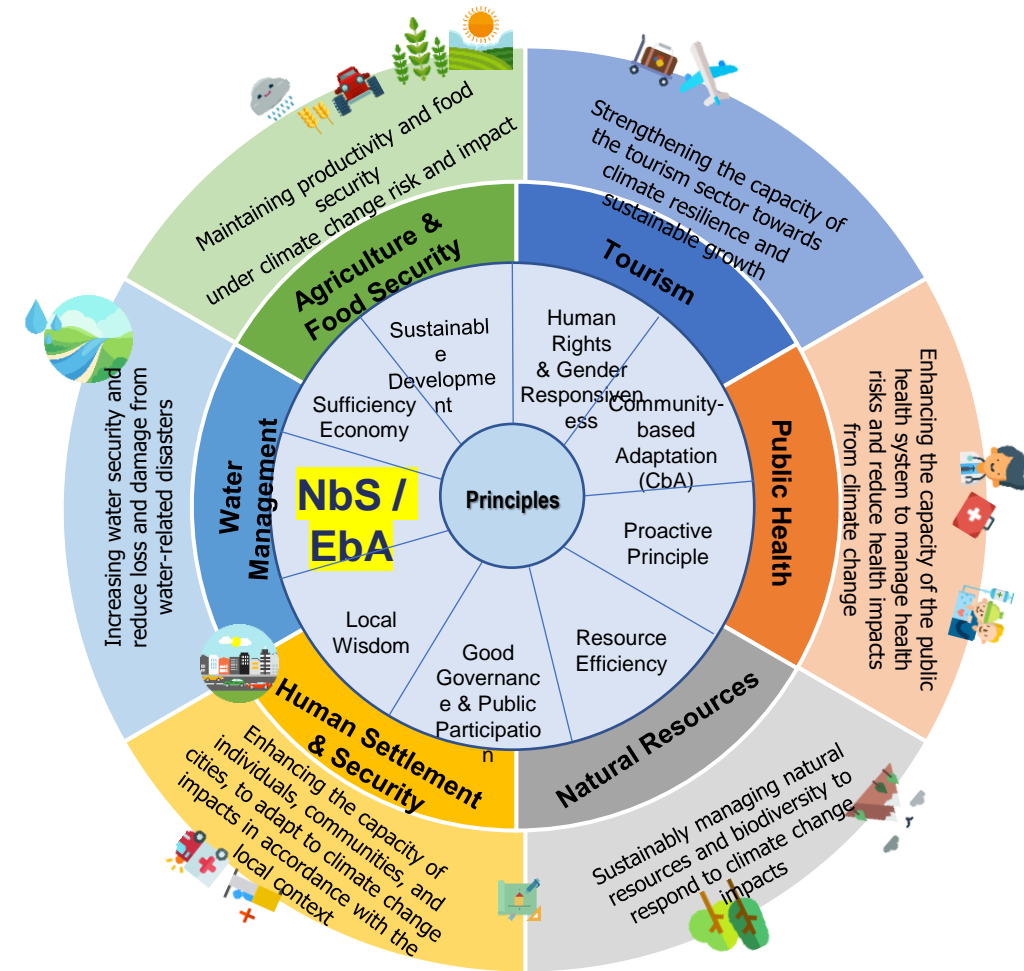 Maintaining productivity and food
security
under climate change risk and impact
Agriculture &
Food Security
Strengthening the capacity of
the tourism sector towards
climate resilience and
sustainable growth
Tourism
Enhancing the capacity of the public
health system to manage health
risks and reduce health impacts
from climate change
Public Health
Sustainably managing natural
resources and biodiversity to
respond to climate change
impacts
Natural Resources
Enhancing the capacity of
individuals, communities, and
cities, to adapt to climate change
impacts in accordance with the
local context
Human Settlement
& Security
Increasing water security and
reduce loss and damage from
water-related disasters
Water
Management
Principles
Human
Rights
& Gender
Responsiven
ess
Community-
based
Adaptation
(CbA)
Proactive
Principle
Resource
Efficiency
Good
Governanc
e & Public
Participatio
n
Local
Wisdom
NbS /
EbA
Sufficiency
Economy
Sustainabl
e
Developme
nt